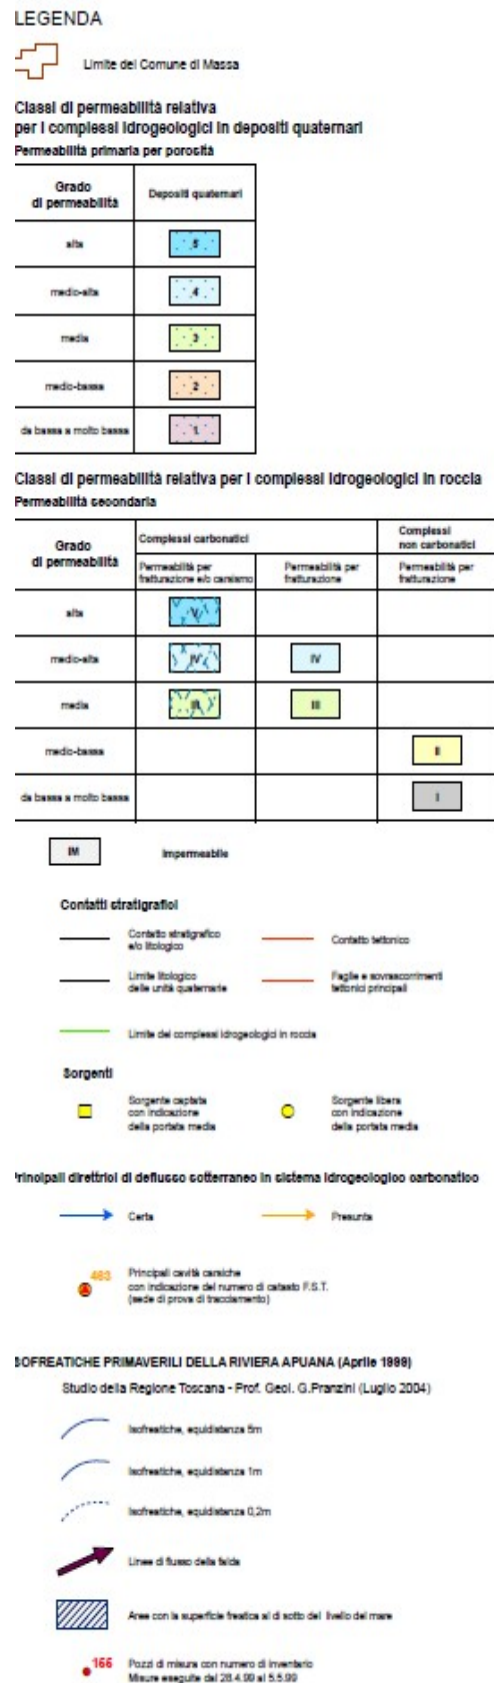 LEGENDA
Limite del Comune di Massa
Classi di permeabilità relativa
per i complessi idrogeologici in depositi quaternari
Permeabilità primaria per porosità
Grado
di permeabilità
Depositi quaternari
alta
5
medio-alta
4
media
3
medio-bassa
2
da bassa a molto bassa
1
Classi di permeabilità relativa per i complessi idrogeologici in roccia
Permeabilità secondaria
Grado
di permeabilità
Complessi carbonatici
Complessi
non carbonatici
Permeabilità per
fratturazione e/o carsismo
Permeabilità per
fratturazione
Permeabilità per
fratturazione
alta
V
medio-alta
IV
IV
media
III
III
medio-bassa
II
da bassa a molto bassa
I
IM
Impermeabile
Contatti stratigrafici
Contatto stratigrafico
e/o litologico
Contatto tettonico
Limite litologico
delle unità quaternarie
Faglie e sovrascorrimenti
tettonici principali
Limite dei complessi idrogeologici in roccia
Sorgenti
Sorgente captata
con indicazione
della portata media
Sorgente libera
con indicazione
della portata media
Principali direttrici di deflusso sotterraneo in sistema idrogeologico carbonatico
Certa
Presunta
463
Principali cavità carsiche
con indicazione del numero di catasto F.S.T.
(sede di prova di tracciamento)
SOFREATICHE PRIMAVERILI DELLA RIVIERA APUANA (Aprile 1999)
Studio della Regione Toscana - Prof. Geol. G.Pranzini (Luglio 2004)
Isofreatiche, equidistanza 5m
Isofreatiche, equidistanza 1m
Isofreatiche, equidistanza 0,2m
Linee di flusso della falda
Aree con la superficie freatica al di sotto del livello del mare
166
Pozzi di misura con numero di inventario
Misure eseguite dal 28.4.99 al 5.5.99